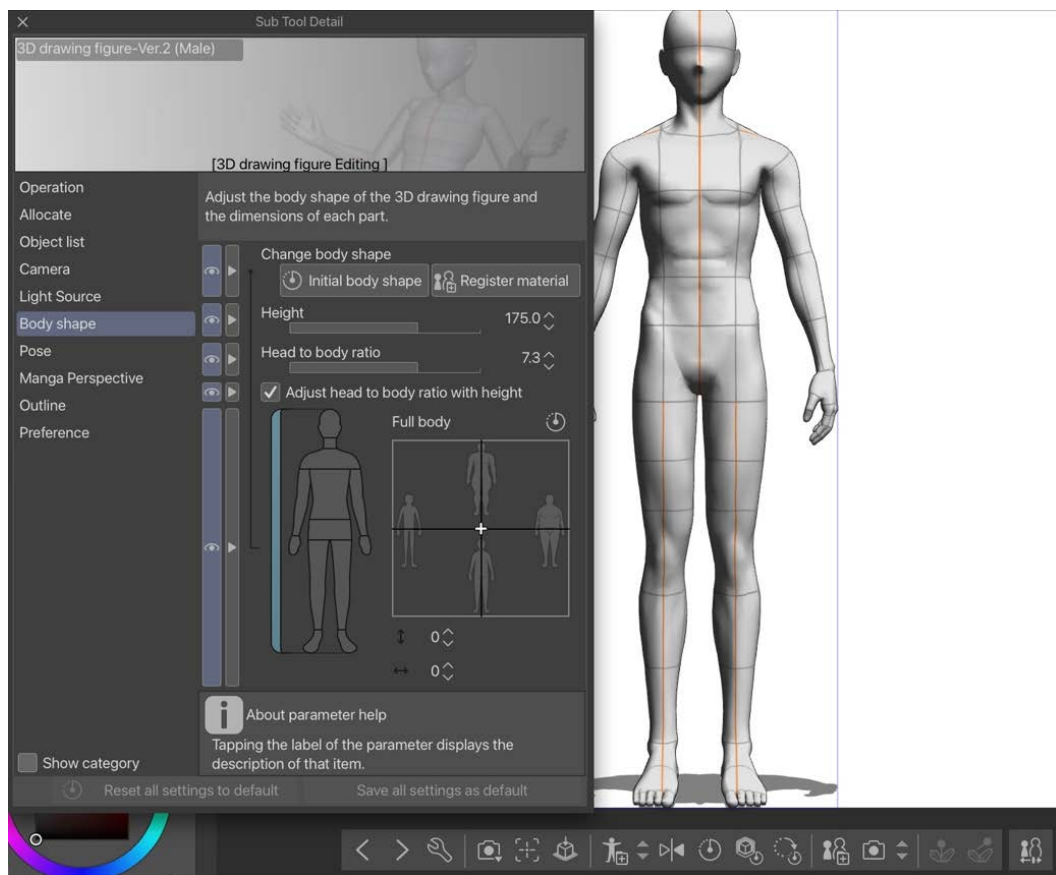 Sub Tool Detail
3D drawing figure-Ver.2 (Male)
[3D drawing figure Editing ]
Operation
Allocate
Object list
Camera
Light Source
Body shape
Pose
Manga Perspective
Outline
Preference
Adjust the body shape of the 3D drawing figure and
the dimensions of each part.
Change body shape
Initial body shape
Register material
Height
175.0
Head to body ratio
7.3
Adjust head to body ratio with height
Full body
0
0
About parameter help
Tapping the label of the parameter displays the
description of that item.
Show category
Reset all settings to default
Save all settings as default